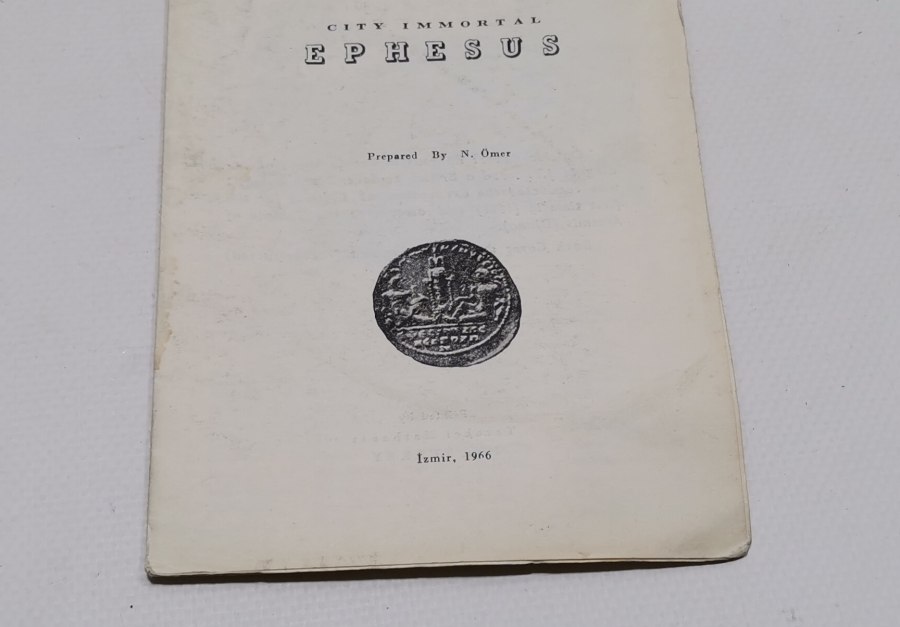 CITY IMMORTAL
EPHESUS
Prepared By N. Ömer
İzmir, 1966